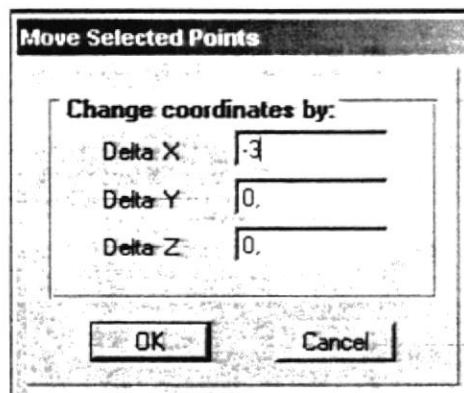 Move Selected Points
Change coordinates by:
Delta X -3
Delta Y 0,
Delta Z 0,
OK Cancel